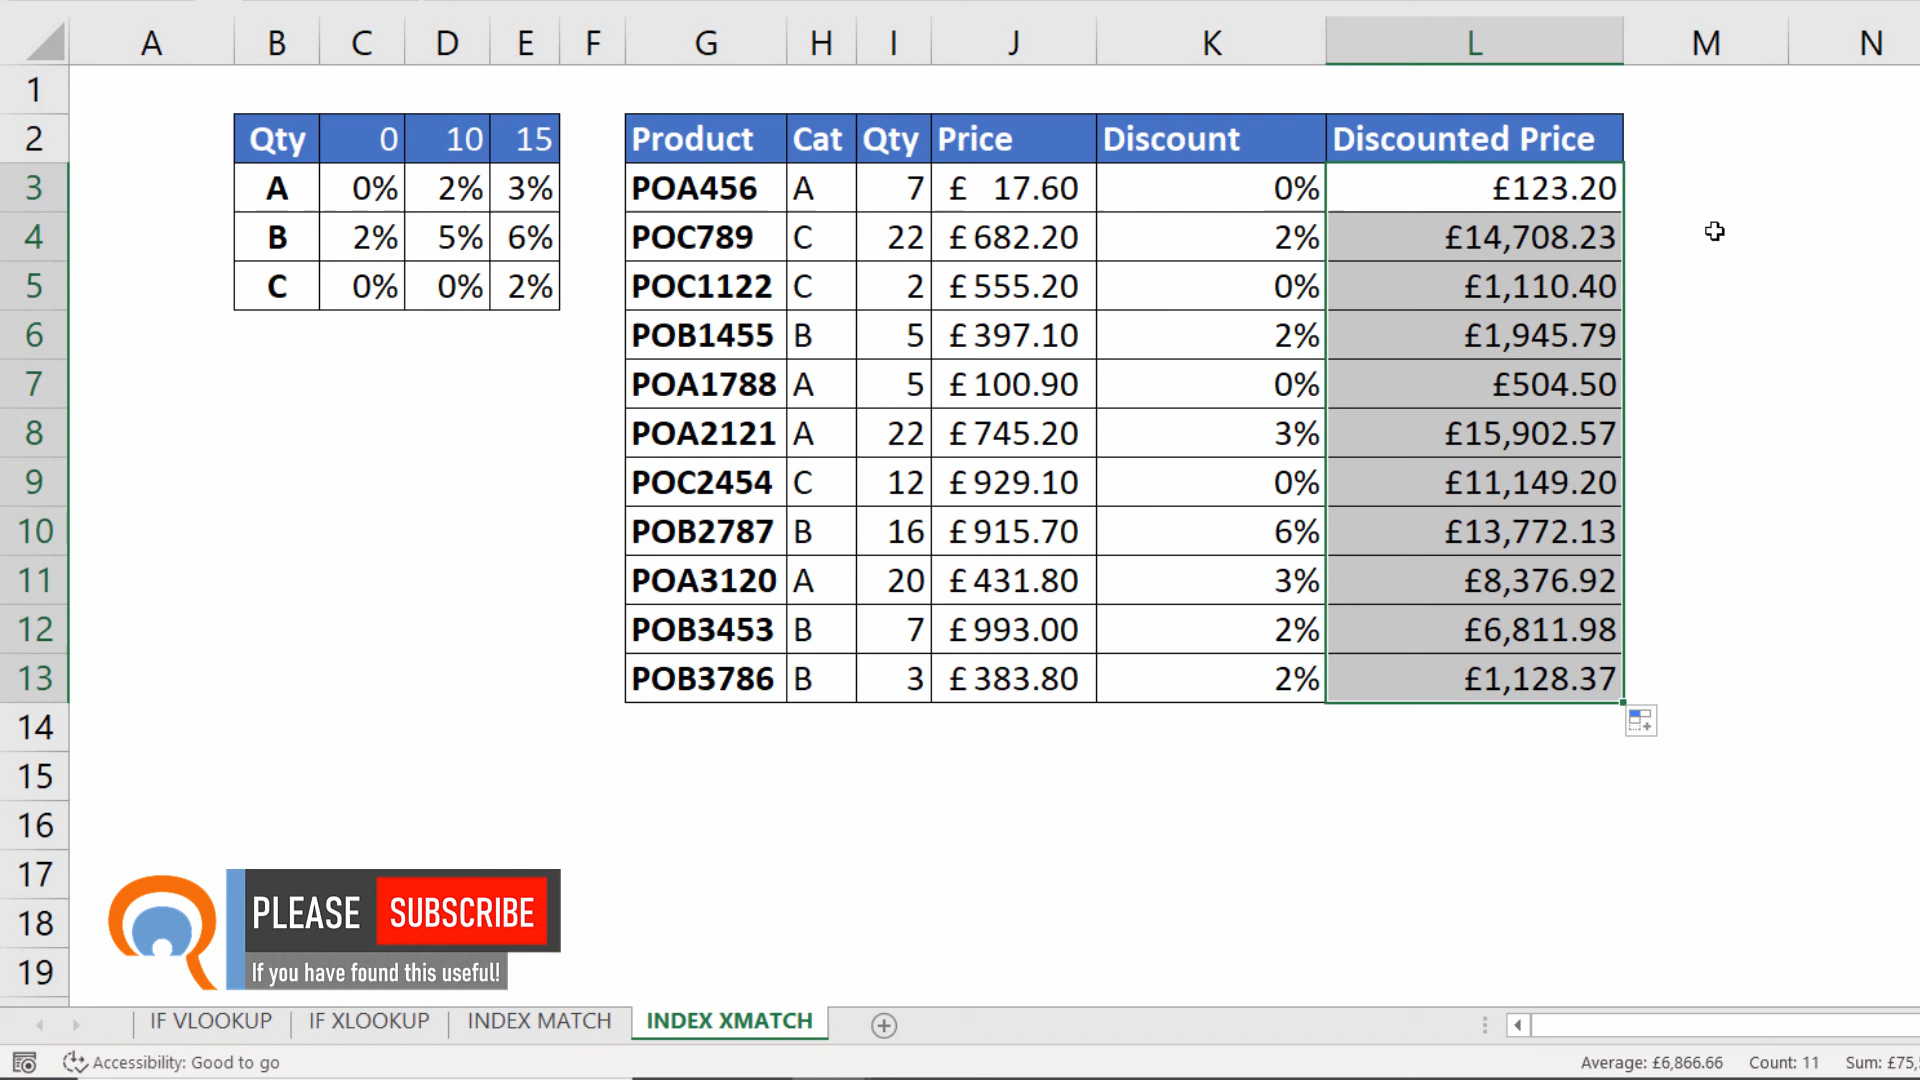 A B C D E F G H I J K L M N
1
2 Qty 0 10 15 Product Cat Qty Price Discount Discounted Price
3 A 0% 2% 3% POA456 A 7 £ 17.60 0% £123.20
4 B 2% 5% 6% POC789 C 22 £ 682.20 2% £14,708.23
5 C 0% 0% 2% POC1122 C 2 £ 555.20 0% £1,110.40
6 POB1455 B 5 £ 397.10 2% £1,945.79
7 POA1788 A 5 £ 100.90 0% £504.50
8 POA2121 A 22 £ 745.20 3% £15,902.57
9 POC2454 C 12 £ 929.10 0% £11,149.20
10 POB2787 B 16 £ 915.70 6% £13,772.13
11 POA3120 A 20 £ 431.80 3% £8,376.92
12 POB3453 B 7 £ 993.00 2% £6,811.98
13 POB3786 B 3 £ 383.80 2% £1,128.37
14
15
16
17
18
19
PLEASE SUBSCRIBE
If you have found this useful!
IF VLOOKUP IF XLOOKUP INDEX MATCH INDEX XMATCH
Accessibility: Good to go Average: £6,866.66 Count: 11 Sum: £75,